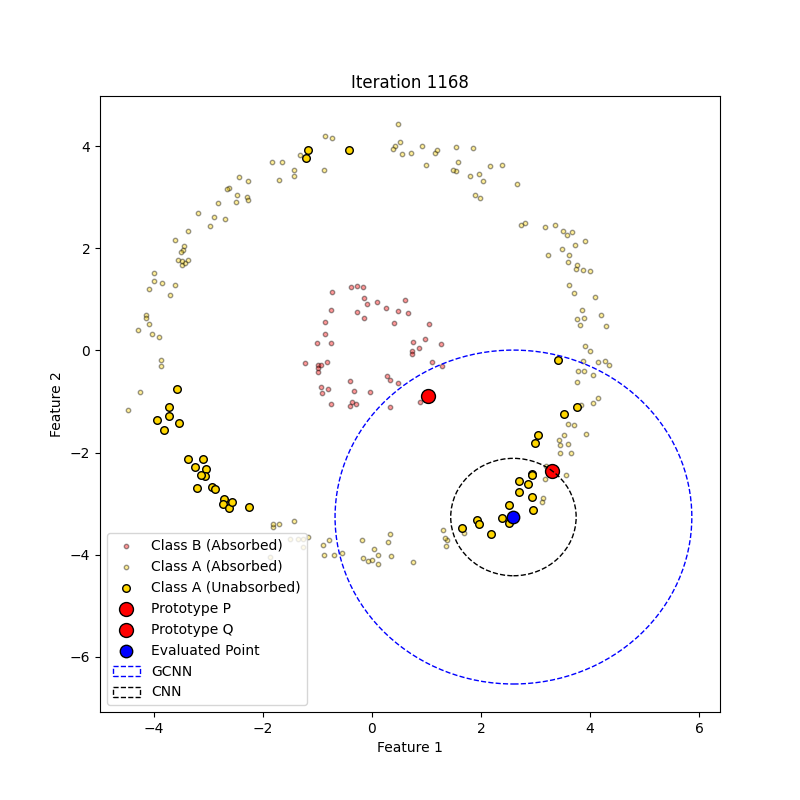 Iteration 1168
Feature 2
4
2
0
−2
−4
−6
Class B (Absorbed)
Class A (Absorbed)
Class A (Unabsorbed)
Prototype P
Prototype Q
Evaluated Point
GCNN
CNN
−4
−2
0
2
4
6
Feature 1